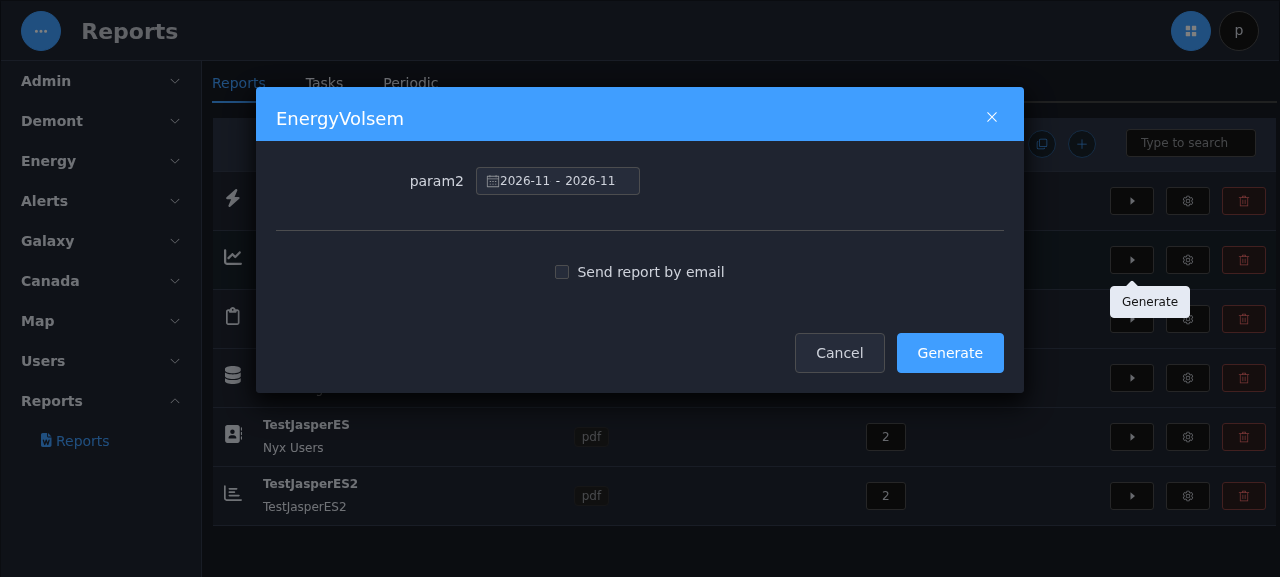 Reports
p
Admin
Demont
Energy
Alerts
Galaxy
Canada
Map
Users
Reports
Reports
Reports Tasks Periodic
Type to search
EnergyVolsem
param2 2026-11 - 2026-11
Send report by email
Cancel Generate
Generate
TestJasperES
Nyx Users
pdf
2
TestJasperES2
TestJasperES2
pdf
2